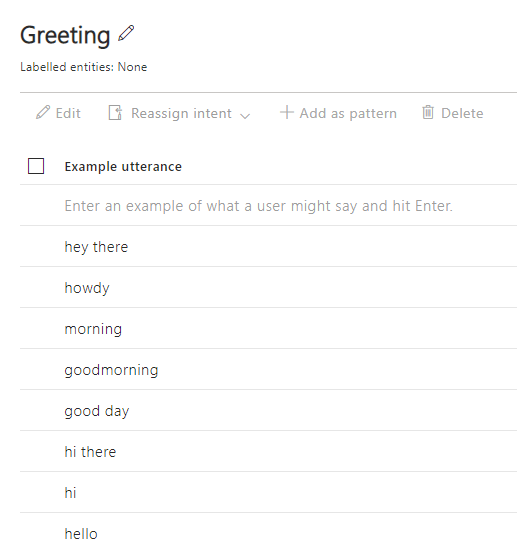 Greeting
Labelled entities: None
Edit Reassign intent Add as pattern Delete
Example utterance
Enter an example of what a user might say and hit Enter.
hey there
howdy
morning
goodmorning
good day
hi there
hi
hello